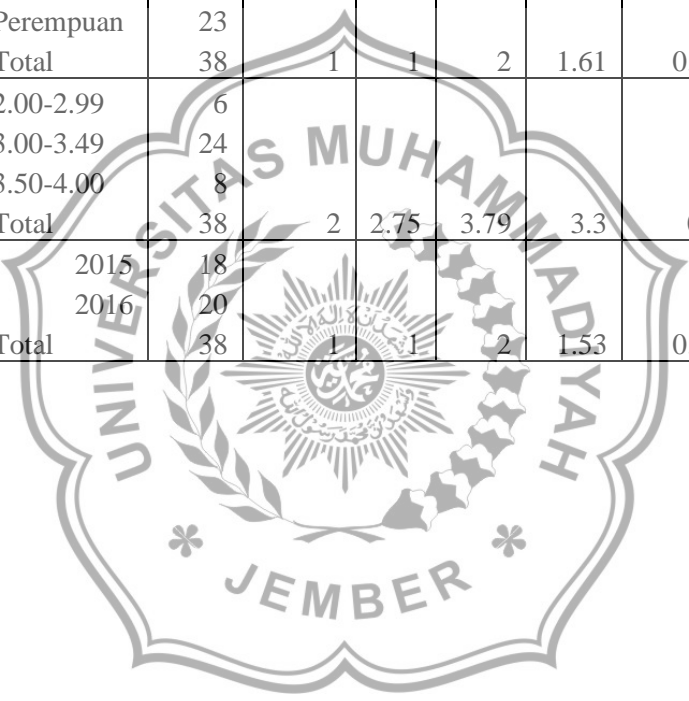 Perempuan 23
Total 38 1 1 2 1.61 0.
2.00-2.99 6
3.00-3.49 24
3.50-4.00 8
Total 38 2 2.75 3.79 3.3
2015 18
2016 20
Total 38 1 1 2 1.53 0.
UNIVERSITAS MUHAMMADIYAH
JEMBER